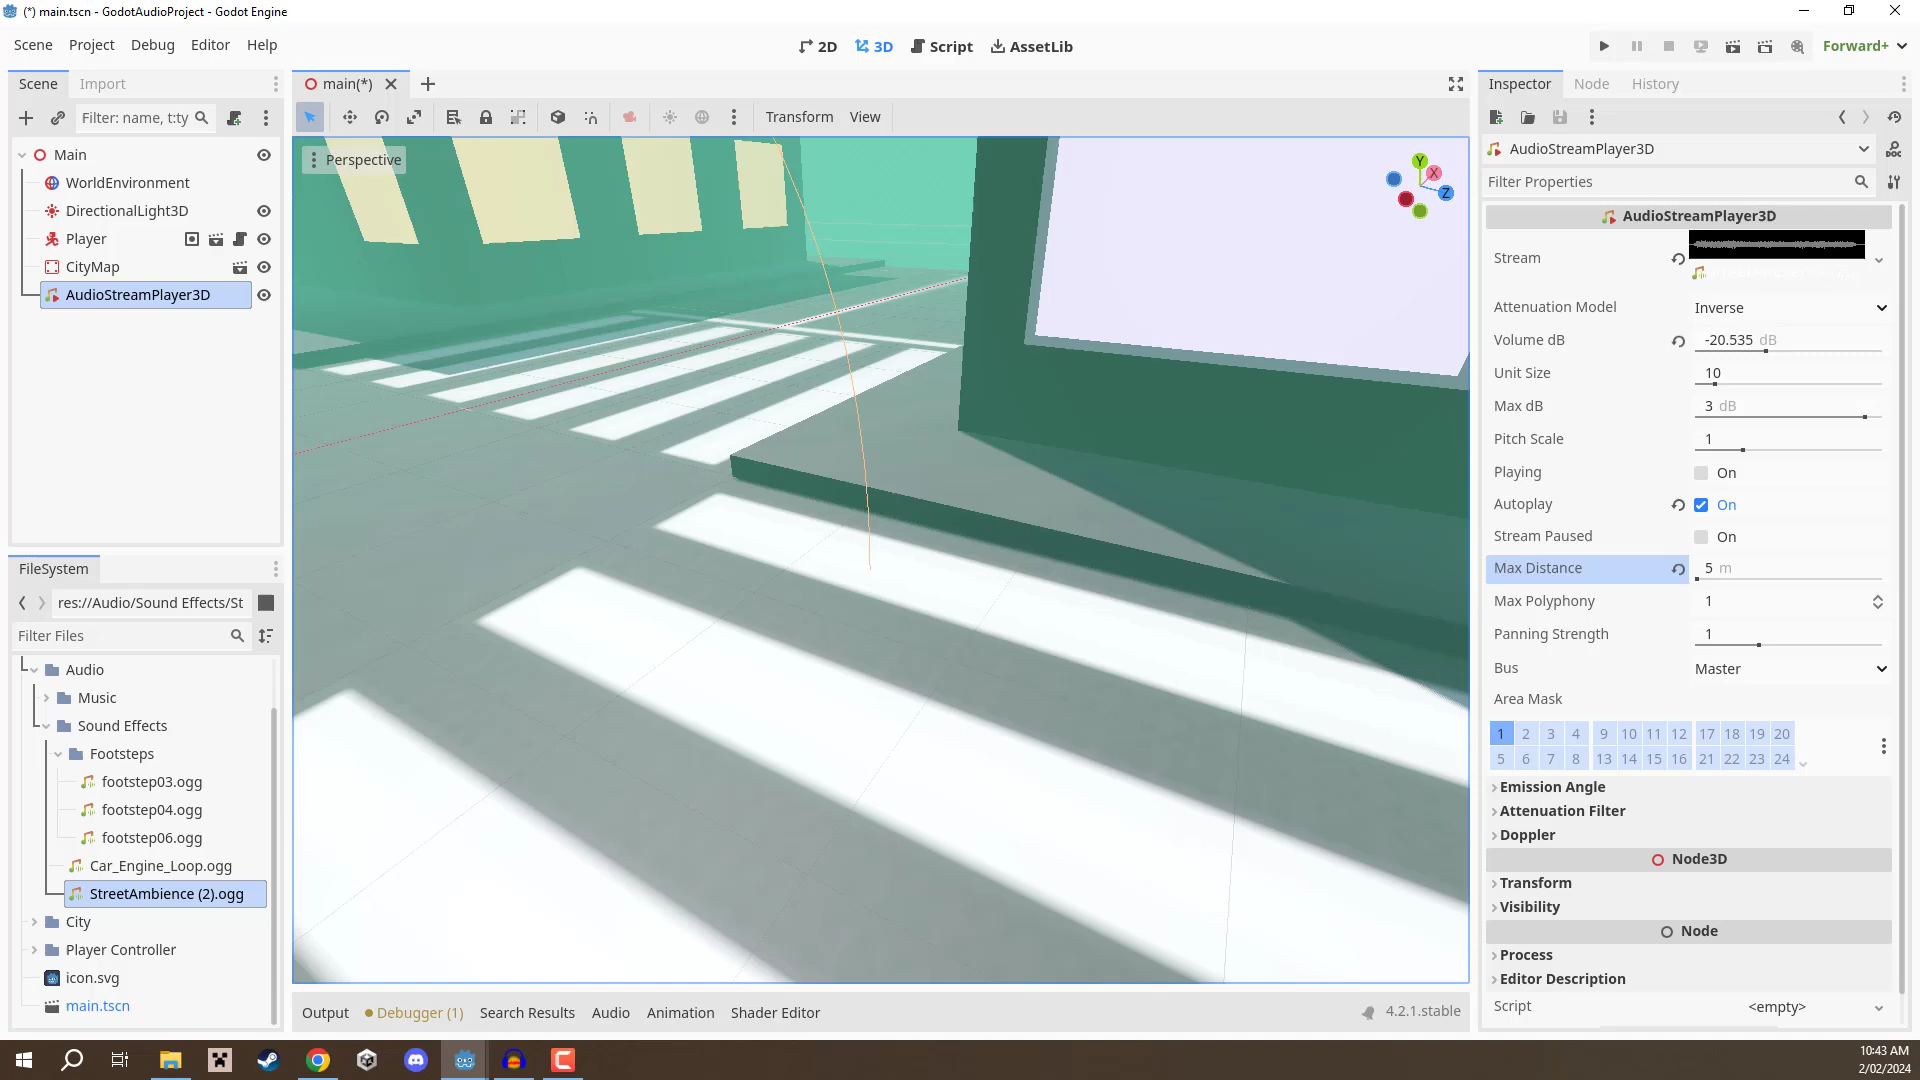 (*) main.tscn - GodotAudioProject - Godot Engine
Scene Project Debug Editor Help
2D 3D Script AssetLib
Forward+
Scene Import
Filter: name, t:ty
Main
WorldEnvironment
DirectionalLight3D
Player
CityMap
AudioStreamPlayer3D
FileSystem
res://Audio/Sound Effects/St
Filter Files
Audio
Music
Sound Effects
Footsteps
footstep03.ogg
footstep04.ogg
footstep06.ogg
Car_Engine_Loop.ogg
StreetAmbience (2).ogg
City
Player Controller
icon.svg
main.tscn
main(*)
Transform View
Perspective
Y
X
Z
Output Debugger (1) Search Results Audio Animation Shader Editor
4.2.1.stable
Inspector Node History
AudioStreamPlayer3D
DOC
Filter Properties
AudioStreamPlayer3D
Stream
Attenuation Model Inverse
Volume dB -20.535 dB
Unit Size 10
Max dB 3 dB
Pitch Scale 1
Playing On
Autoplay On
Stream Paused On
Max Distance 5 m
Max Polyphony 1
Panning Strength 1
Bus Master
Area Mask
1 2 3 4 9 10 11 12 17 18 19 20
5 6 7 8 13 14 15 16 21 22 23 24
Emission Angle
Attenuation Filter
Doppler
Node3D
Transform
Visibility
Node
Process
Editor Description
Script <empty>
10:43 AM
2/02/2024